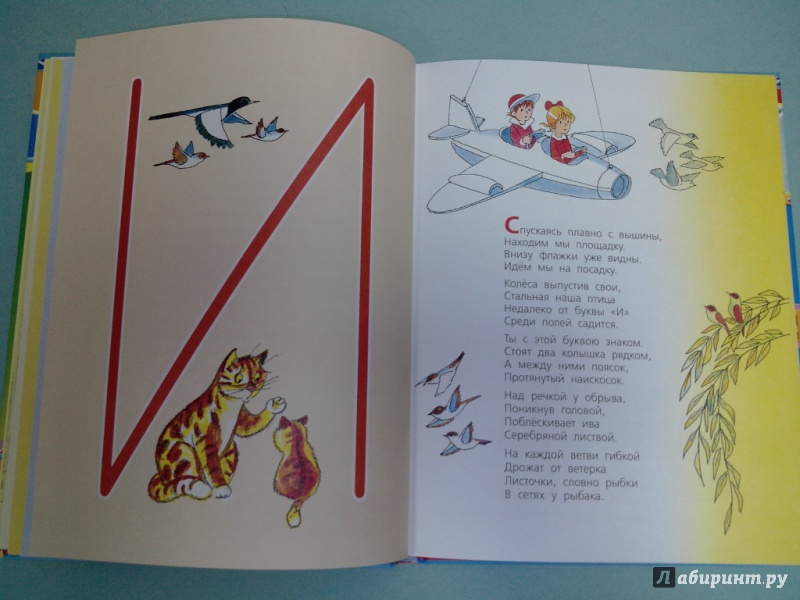 И
Спускаясь плавно с вышины,
Находим мы площадку.
Внизу флажки уже видны.
Идём мы на посадку.
Колёса выпустив свои,
Стальная наша птица
Недалеко от буквы «И»
Среди полей садится.
Ты с этой буквою знаком.
Стоят два колышка рядком,
А между ними поясок,
Протянутый наискосок.
Над речкой у обрыва,
Поникнув головой,
Поблёскивает ива
Серебряной листвой.
На каждой ветви гибкой
Дрожат от ветерка
Листочки, словно рыбки
В сетях у рыбака.
Лабиринт.ру